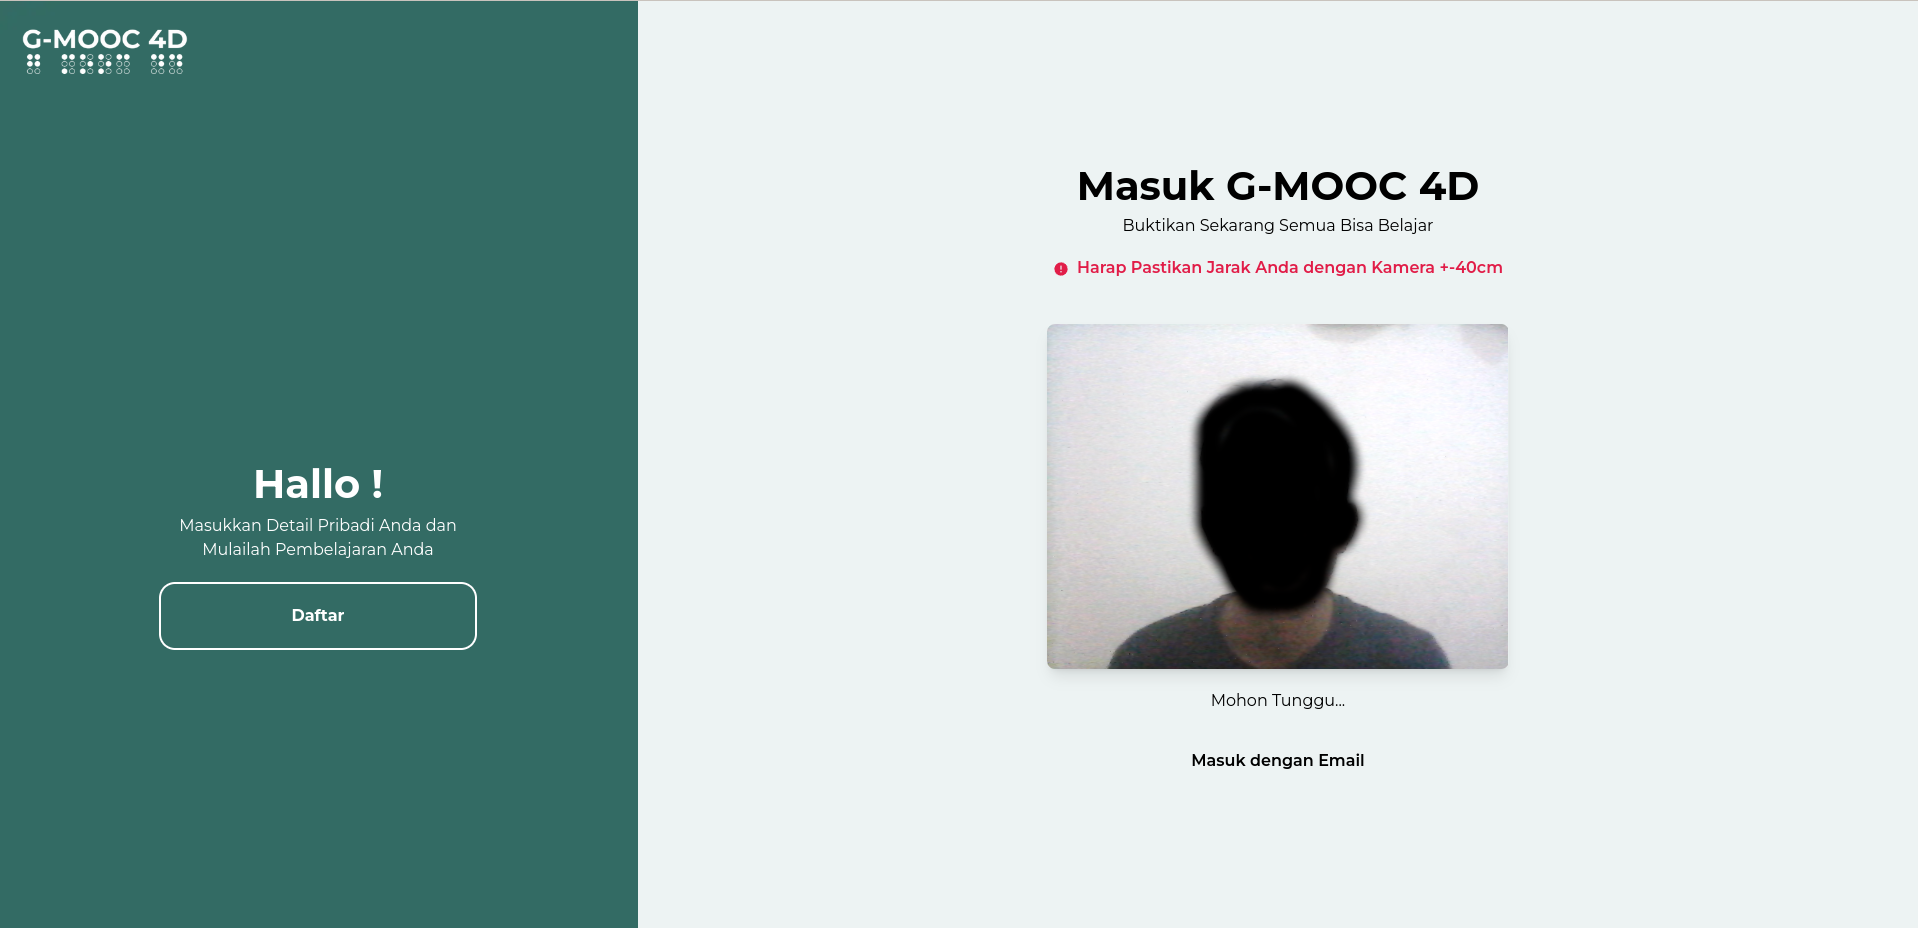 G-MOOC 4D
Hallo !
Masukkan Detail Pribadi Anda dan
Mulailah Pembelajaran Anda
Daftar
Masuk G-MOOC 4D
Buktikan Sekarang Semua Bisa Belajar
Harap Pastikan Jarak Anda dengan Kamera +-40cm
Mohon Tunggu...
Masuk dengan Email